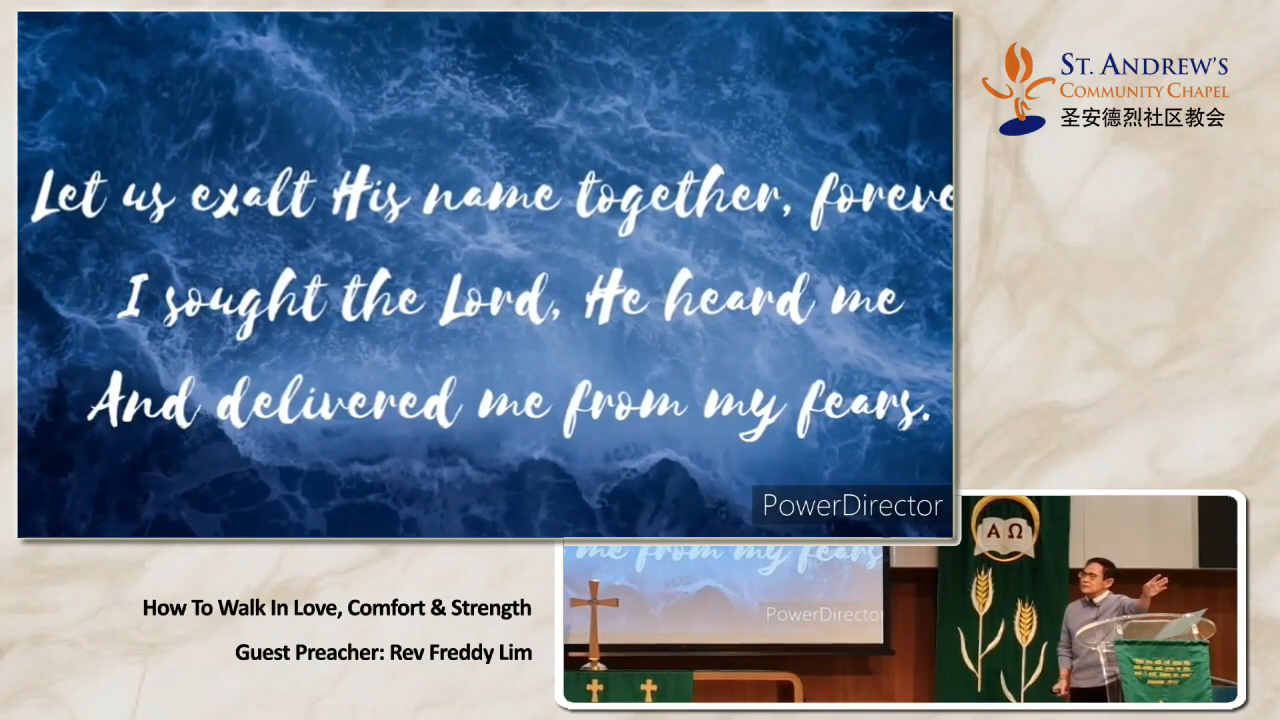 Let us exalt His name together, foreve
I sought the Lord, He heard me
And delivered me from my fears.
PowerDirector
ST. ANDREW'S
COMMUNITY CHAPEL
圣安德烈社区教会
How To Walk In Love, Comfort & Strength
Guest Preacher: Rev Freddy Lim
me from my fears
PowerDirector
Α Ω